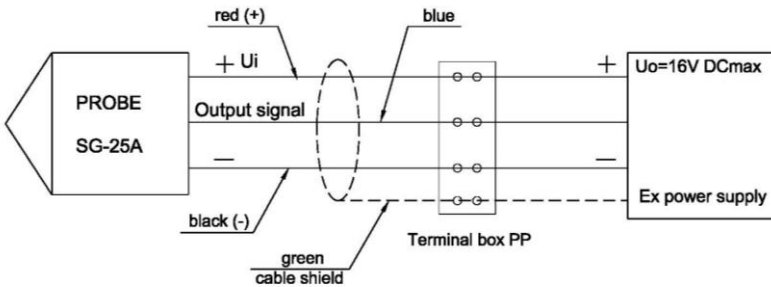 red (+)
blue
+ Ui
+
Uo=16V DCmax
PROBE
SG-25A
Output signal
—
—
Ex power supply
black (-)
Terminal box PP
green
cable shield